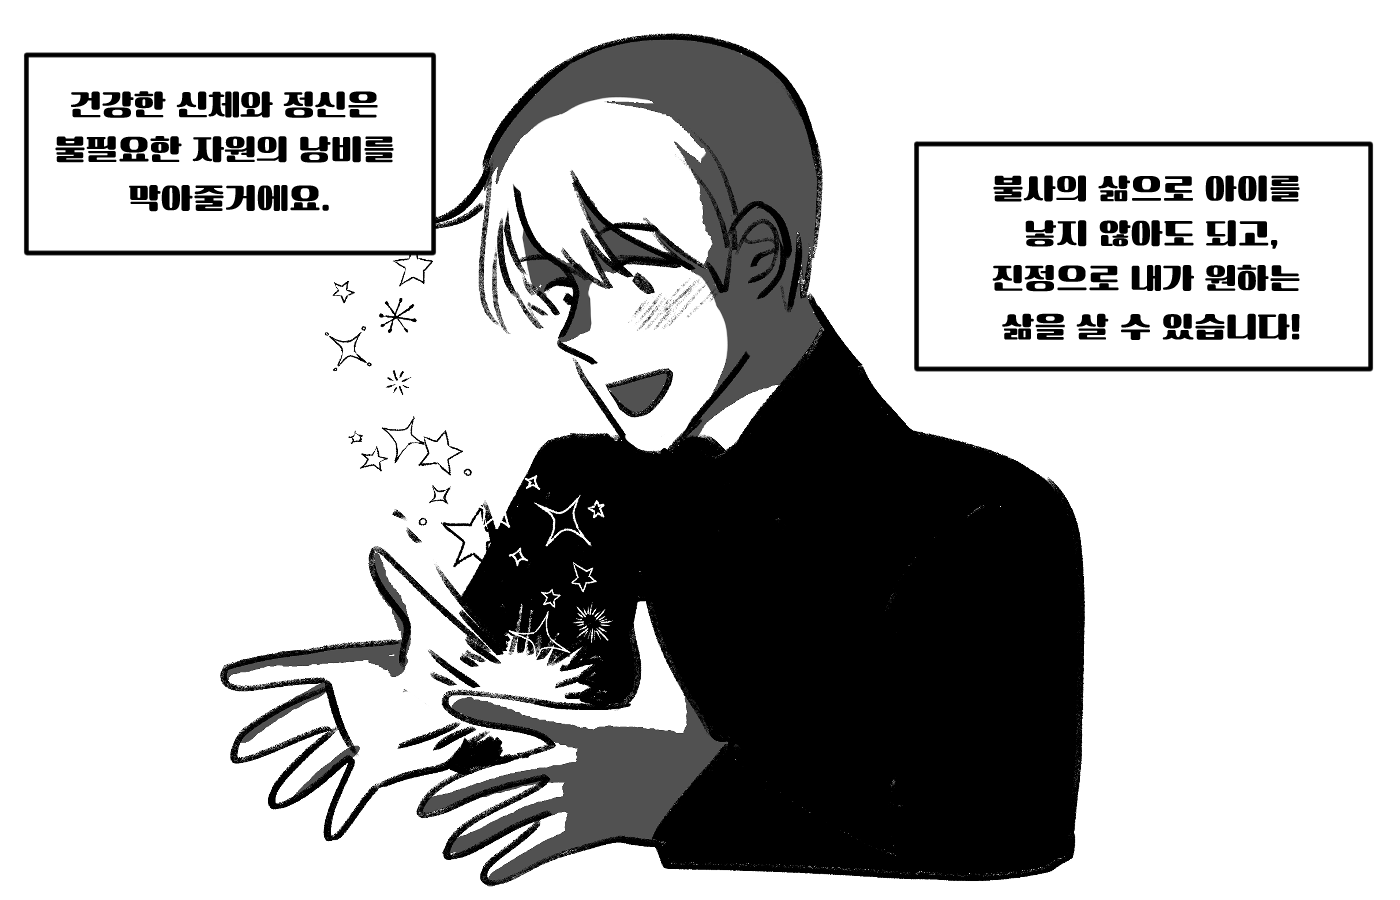 건강한 신체와 정신은
불필요한 자원의 낭비를
막아줄거에요.
불사의 삶으로 아이를
낳지 않아도 되고,
진정으로 내가 원하는
삶을 살 수 있습니다!